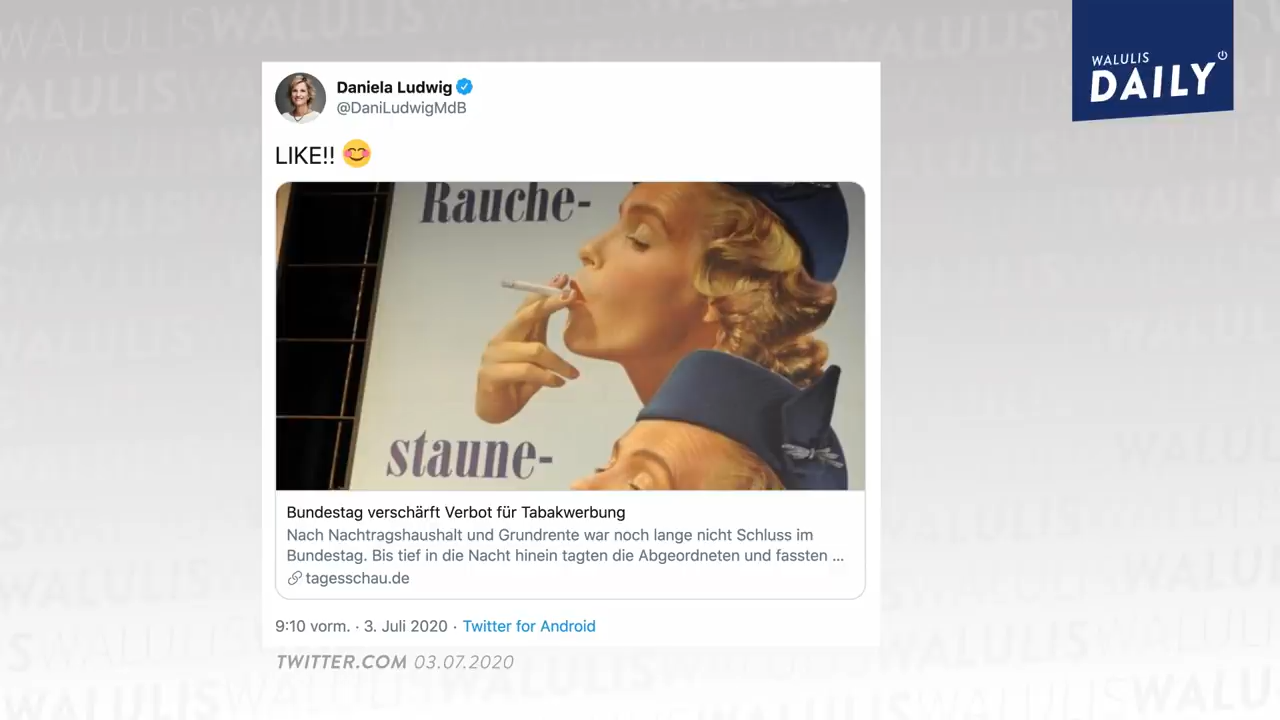 WALULIS
DAILY
Daniela Ludwig
@DaniLudwigMdB
LIKE!! 😊
Rauche-
staune-
Bundestag verschärft Verbot für Tabakwerbung
Nach Nachtragshaushalt und Grundrente war noch lange nicht Schluss im
Bundestag. Bis tief in die Nacht hinein tagten die Abgeordneten und fassten ...
tagesschau.de
9:10 vorm. · 3. Juli 2020 · Twitter for Android
TWITTER.COM 03.07.2020